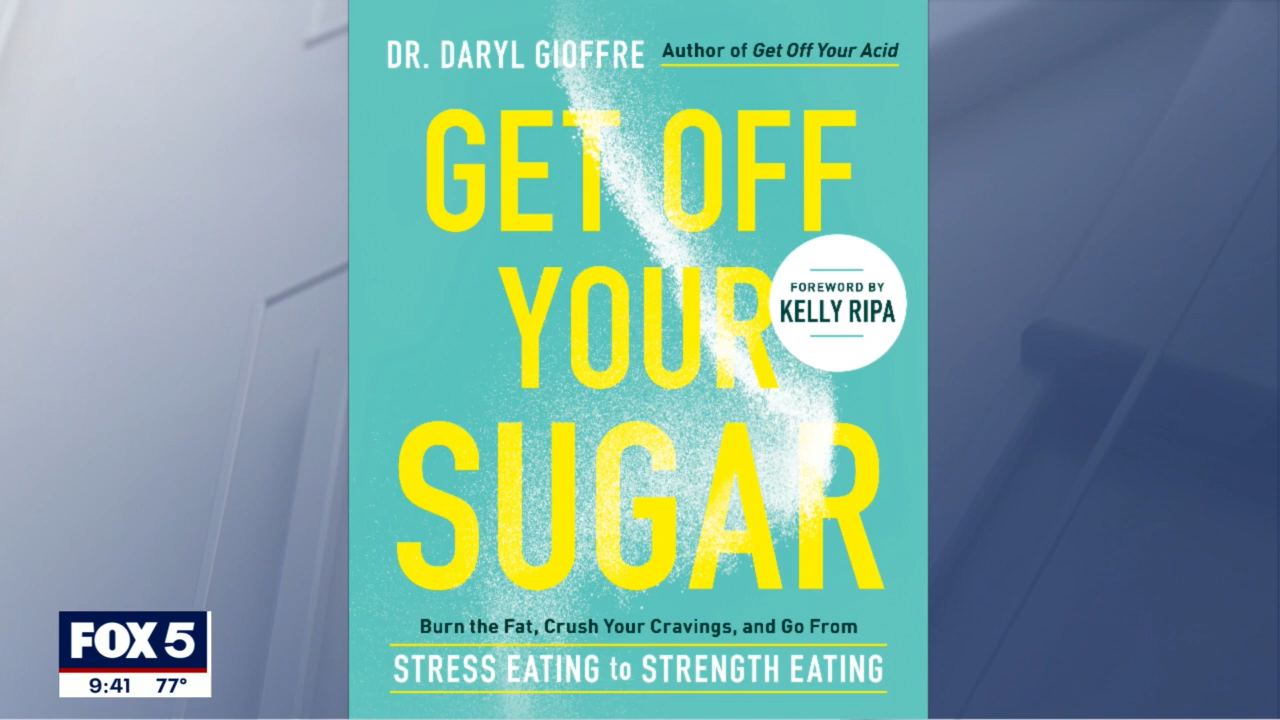 DR. DARYL GIOFFRE Author of Get Off Your Acid
GET OFF
YOUR
FOREWORD BY
KELLY RIPA
SUGAR
Burn the Fat, Crush Your Cravings, and Go From
STRESS EATING to STRENGTH EATING
FOX 5
9:41 77°